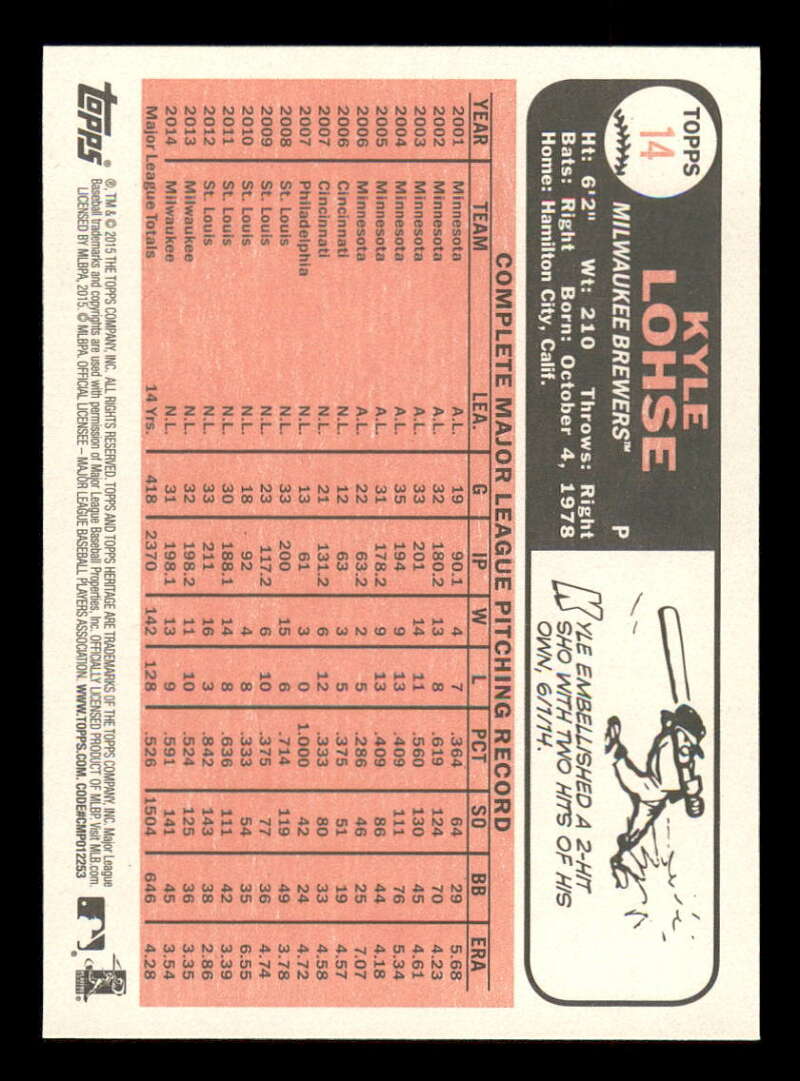 TOPPS
14
KYLE
LOHSE
MILWAUKEE BREWERS™ P
Ht: 6'2" Wt: 210 Throws: Right
Bats: Right Born: October 4, 1978
Home: Hamilton City, Calif.
KYLE EMBELLISHED A 2-HIT
SHO WITH TWO HITS OF HIS
OWN, 6/1/14.
COMPLETE MAJOR LEAGUE PITCHING RECORD
YEAR TEAM LEA. G IP W L PCT SO BB ERA
2001 Minnesota A.L. 19 90.1 4 7 .364 64 29 5.68
2002 Minnesota A.L. 32 180.2 13 8 .619 124 70 4.23
2003 Minnesota A.L. 33 201 14 11 .560 130 45 4.61
2004 Minnesota A.L. 35 194 9 13 .409 111 76 5.34
2005 Minnesota A.L. 31 178.2 9 13 .409 86 44 4.18
2006 Minnesota A.L. 22 63.2 2 5 .286 46 25 7.07
2006 Cincinnati N.L. 12 63 3 5 .375 51 19 4.57
2007 Cincinnati N.L. 21 131.2 6 12 .333 80 33 4.58
2007 Philadelphia N.L. 13 61 3 0 1.000 42 24 4.72
2008 St. Louis N.L. 33 200 15 6 .714 119 49 3.78
2009 St. Louis N.L. 23 117.2 6 10 .375 77 36 4.74
2010 St. Louis N.L. 18 92 4 8 .333 54 35 6.55
2011 St. Louis N.L. 30 188.1 14 8 .636 111 42 3.39
2012 St. Louis N.L. 33 211 16 3 .842 143 38 2.86
2013 Milwaukee N.L. 32 198.2 11 10 .524 125 36 3.35
2014 Milwaukee N.L. 31 198.1 13 9 .591 141 45 3.54
Major League Totals 14 Yrs. 418 2370 142 128 .526 1504 646 4.28
topps®
®, TM & © 2015 THE TOPPS COMPANY, INC. ALL RIGHTS RESERVED. TOPPS AND TOPPS HERITAGE ARE TRADEMARKS OF THE TOPPS COMPANY, INC. Major League
Baseball trademarks and copyrights are used with permission of Major League Baseball Properties, Inc. OFFICIALLY LICENSED PRODUCT OF MLBP. Visit MLB.com.
LICENSED BY MLBPA, 2015. © MLBPA. OFFICIAL LICENSEE – MAJOR LEAGUE BASEBALL PLAYERS ASSOCIATION. WWW.TOPPS.COM. CODE#CMP012253